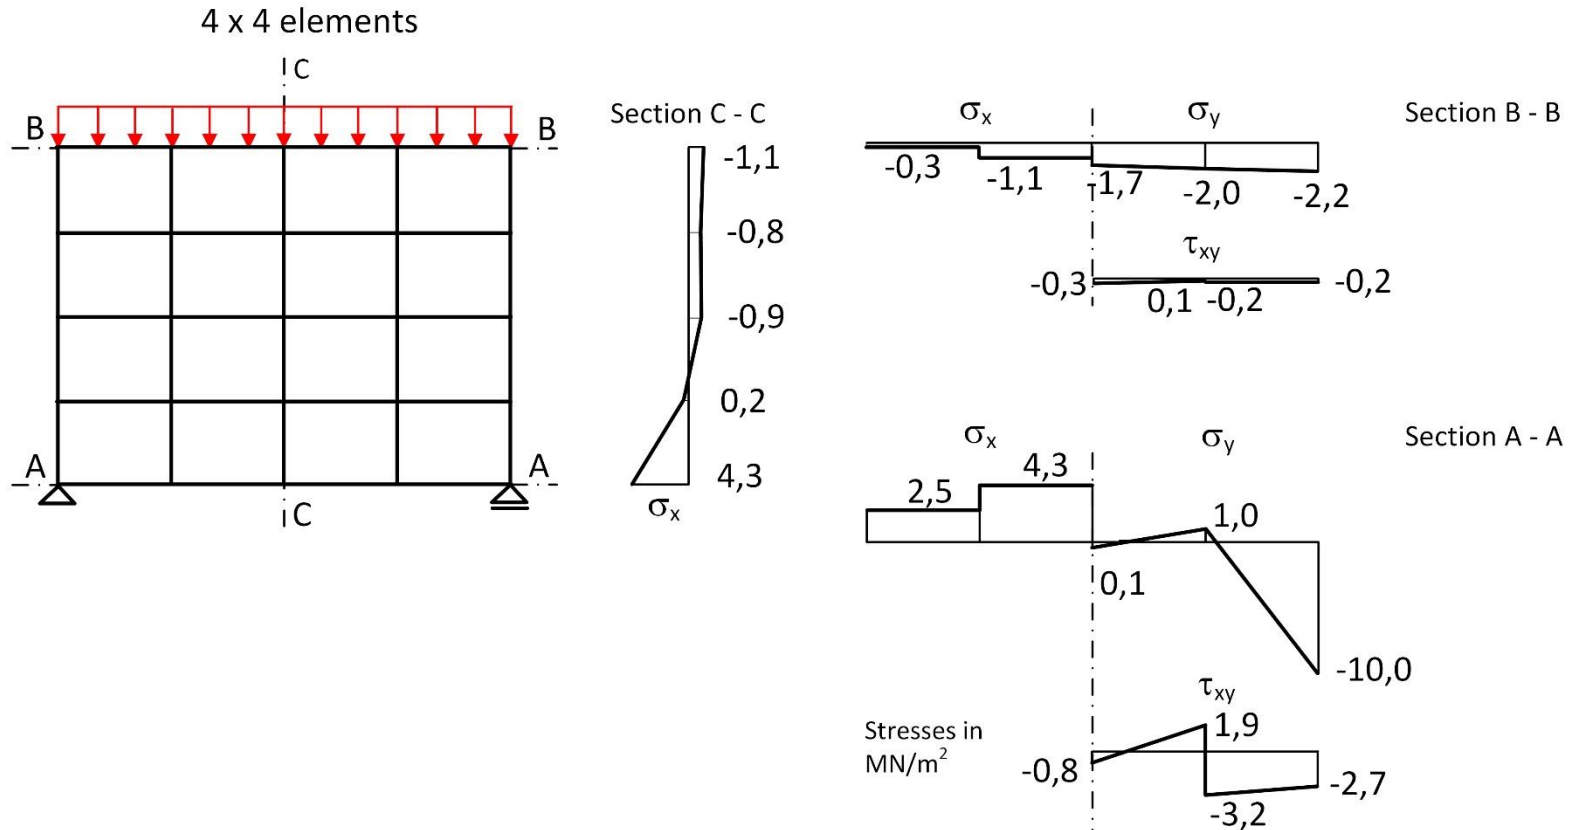 4 x 4 elements
C
B
B
A
A
C
Section C - C
-1,1
-0,8
-0,9
0,2
4,3
σx
σx
σy
Section B - B
-0,3
-1,1
-1,7
-2,0
-2,2
τxy
-0,3
0,1
-0,2
-0,2
σx
σy
Section A - A
2,5
4,3
1,0
0,1
-10,0
τxy
Stresses in
MN/m²
1,9
-0,8
-2,7
-3,2